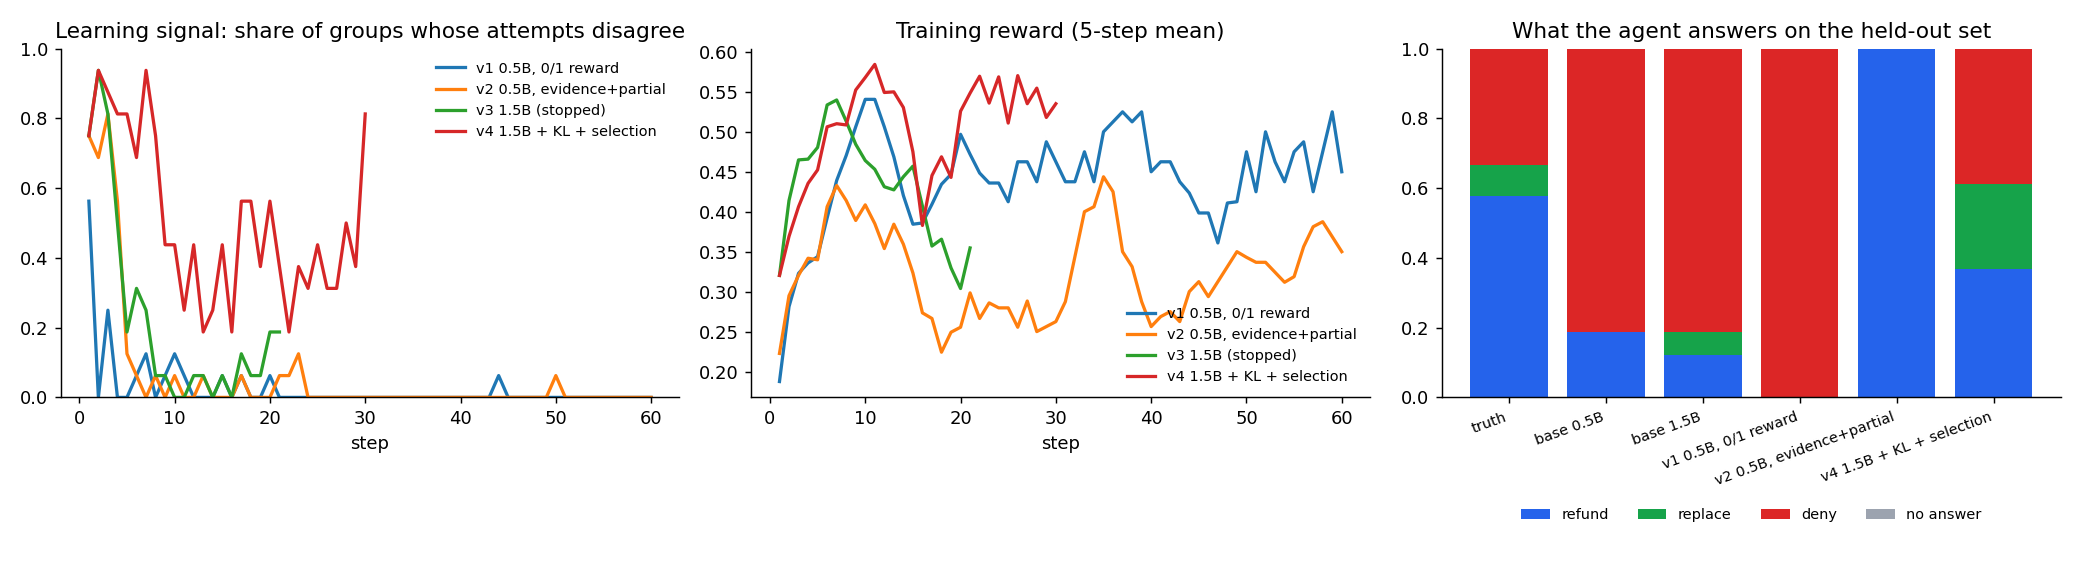 Learning signal: share of groups whose attempts disagree
1.0
0.8
0.6
0.4
0.2
0.0
0 10 20 30 40 50 60
step
v1 0.5B, 0/1 reward
v2 0.5B, evidence+partial
v3 1.5B (stopped)
v4 1.5B + KL + selection
Training reward (5-step mean)
0.60
0.55
0.50
0.45
0.40
0.35
0.30
0.25
0.20
0 10 20 30 40 50 60
step
v1 0.5B, 0/1 reward
v2 0.5B, evidence+partial
v3 1.5B (stopped)
v4 1.5B + KL + selection
What the agent answers on the held-out set
1.0
0.8
0.6
0.4
0.2
0.0
truth
base 0.5B
base 1.5B
v1 0.5B, 0/1 reward
v2 0.5B, evidence+partial
v4 1.5B + KL + selection
refund replace deny no answer